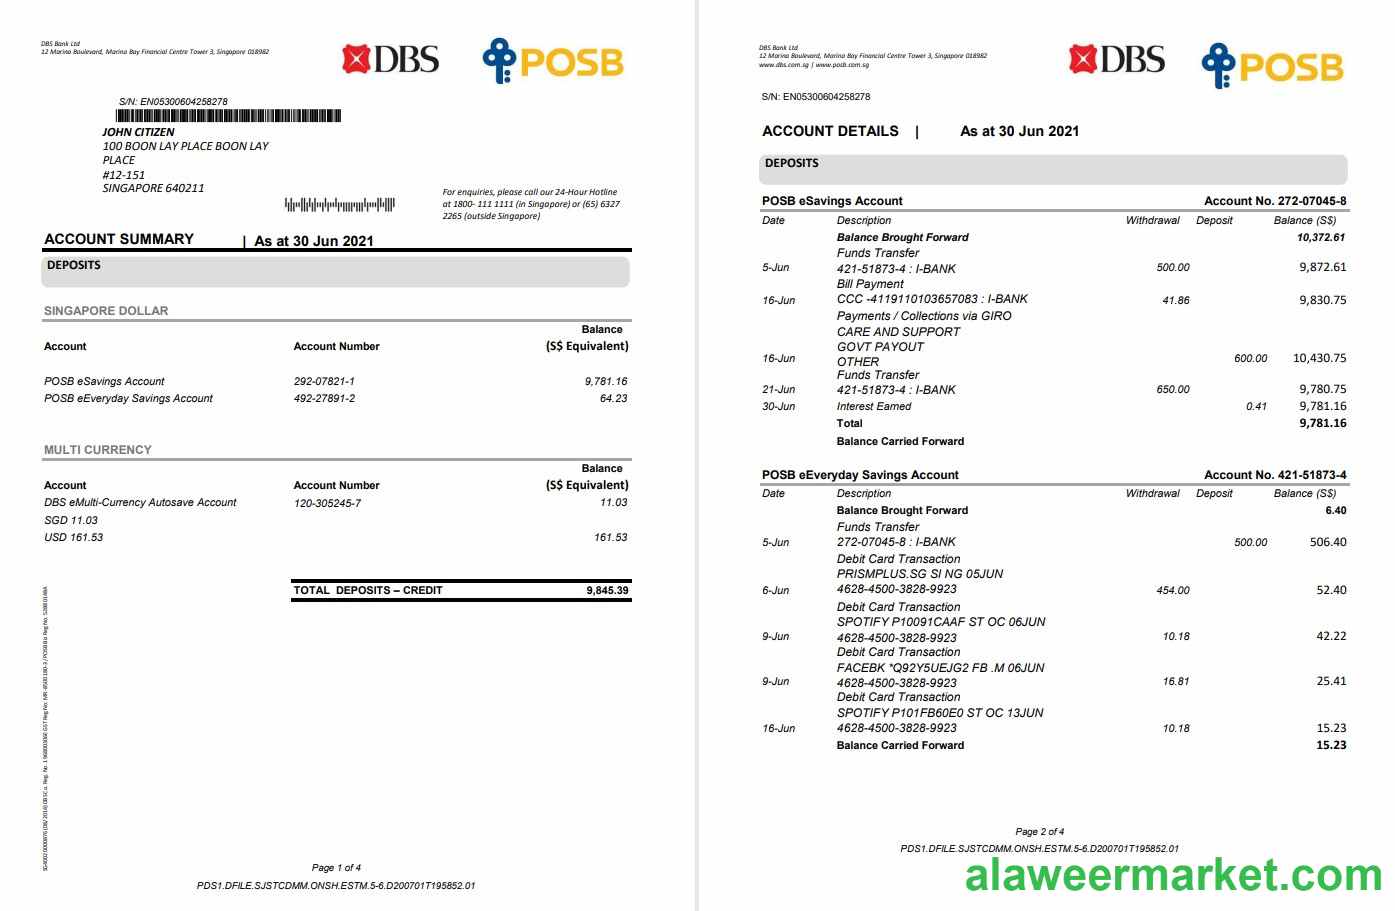 DBS Bank Ltd
12 Marina Boulevard, Marina Bay Financial Centre Tower 3, Singapore 018982
DBS
POSB
S/N: EN05300604258278
JOHN CITIZEN
100 BOON LAY PLACE BOON LAY
PLACE
#12-151
SINGAPORE 640211
For enquiries, please call our 24-Hour Hotline
at 1800- 111 1111 (in Singapore) or (65) 6327
2265 (outside Singapore)
ACCOUNT SUMMARY | As at 30 Jun 2021
DEPOSITS
SINGAPORE DOLLAR
Balance
Account Account Number (S$ Equivalent)
POSB eSavings Account 292-07821-1 9,781.16
POSB eEveryday Savings Account 492-27891-2 64.23
MULTI CURRENCY
Balance
Account Account Number (S$ Equivalent)
DBS eMulti-Currency Autosave Account 120-305245-7 11.03
SGD 11.03
USD 161.53 161.53
TOTAL DEPOSITS – CREDIT 9,845.39
Page 1 of 4
PDS1.DFILE.SJSTCDMM.ONSH.ESTM.5-6.D200701T195852.01
DBS Bank Ltd
12 Marina Boulevard, Marina Bay Financial Centre Tower 3, Singapore 018982
www.dbs.com.sg | www.posb.com.sg
DBS
POSB
S/N: EN05300604258278
ACCOUNT DETAILS | As at 30 Jun 2021
DEPOSITS
POSB eSavings Account Account No. 272-07045-8
Date Description Withdrawal Deposit Balance (S$)
Balance Brought Forward 10,372.61
Funds Transfer
5-Jun 421-51873-4 : I-BANK 500.00 9,872.61
Bill Payment
16-Jun CCC -4119110103657083 : I-BANK 41.86 9,830.75
Payments / Collections via GIRO
CARE AND SUPPORT
GOVT PAYOUT
16-Jun OTHER 600.00 10,430.75
Funds Transfer
21-Jun 421-51873-4 : I-BANK 650.00 9,780.75
30-Jun Interest Earned 0.41 9,781.16
Total 9,781.16
Balance Carried Forward
POSB eEveryday Savings Account Account No. 421-51873-4
Date Description Withdrawal Deposit Balance (S$)
Balance Brought Forward 6.40
Funds Transfer
5-Jun 272-07045-8 : I-BANK 500.00 506.40
Debit Card Transaction
PRISMPLUS.SG SI NG 05JUN
6-Jun 4628-4500-3828-9923 454.00 52.40
Debit Card Transaction
SPOTIFY P10091CAAF ST OC 06JUN
9-Jun 4628-4500-3828-9923 10.18 42.22
Debit Card Transaction
FACEBK *Q92Y5UEJG2 FB .M 06JUN
9-Jun 4628-4500-3828-9923 16.81 25.41
Debit Card Transaction
SPOTIFY P101FB60E0 ST OC 13JUN
16-Jun 4628-4500-3828-9923 10.18 15.23
Balance Carried Forward 15.23
Page 2 of 4
PDS1.DFILE.SJSTCDMM.ONSH.ESTM.5-6.D200701T195852.01
alaweermarket.com